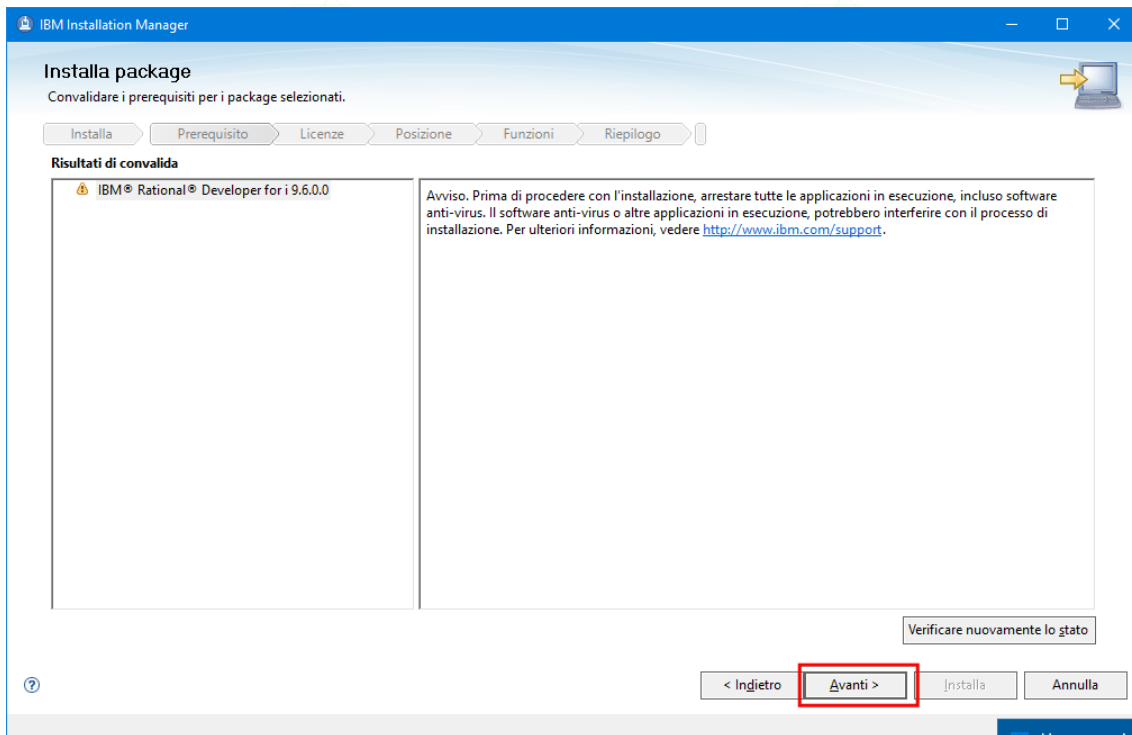 IBM Installation Manager
Installa package
Convalidare i prerequisiti per i package selezionati.
Installa Prerequisito Licenze Posizione Funzioni Riepilogo
Risultati di convalida
IBM® Rational® Developer for i 9.6.0.0
Avviso. Prima di procedere con l'installazione, arrestare tutte le applicazioni in esecuzione, incluso software
anti-virus. Il software anti-virus o altre applicazioni in esecuzione, potrebbero interferire con il processo di
installazione. Per ulteriori informazioni, vedere http://www.ibm.com/support.
Verificare nuovamente lo stato
? < Indietro Avanti > Installa Annulla